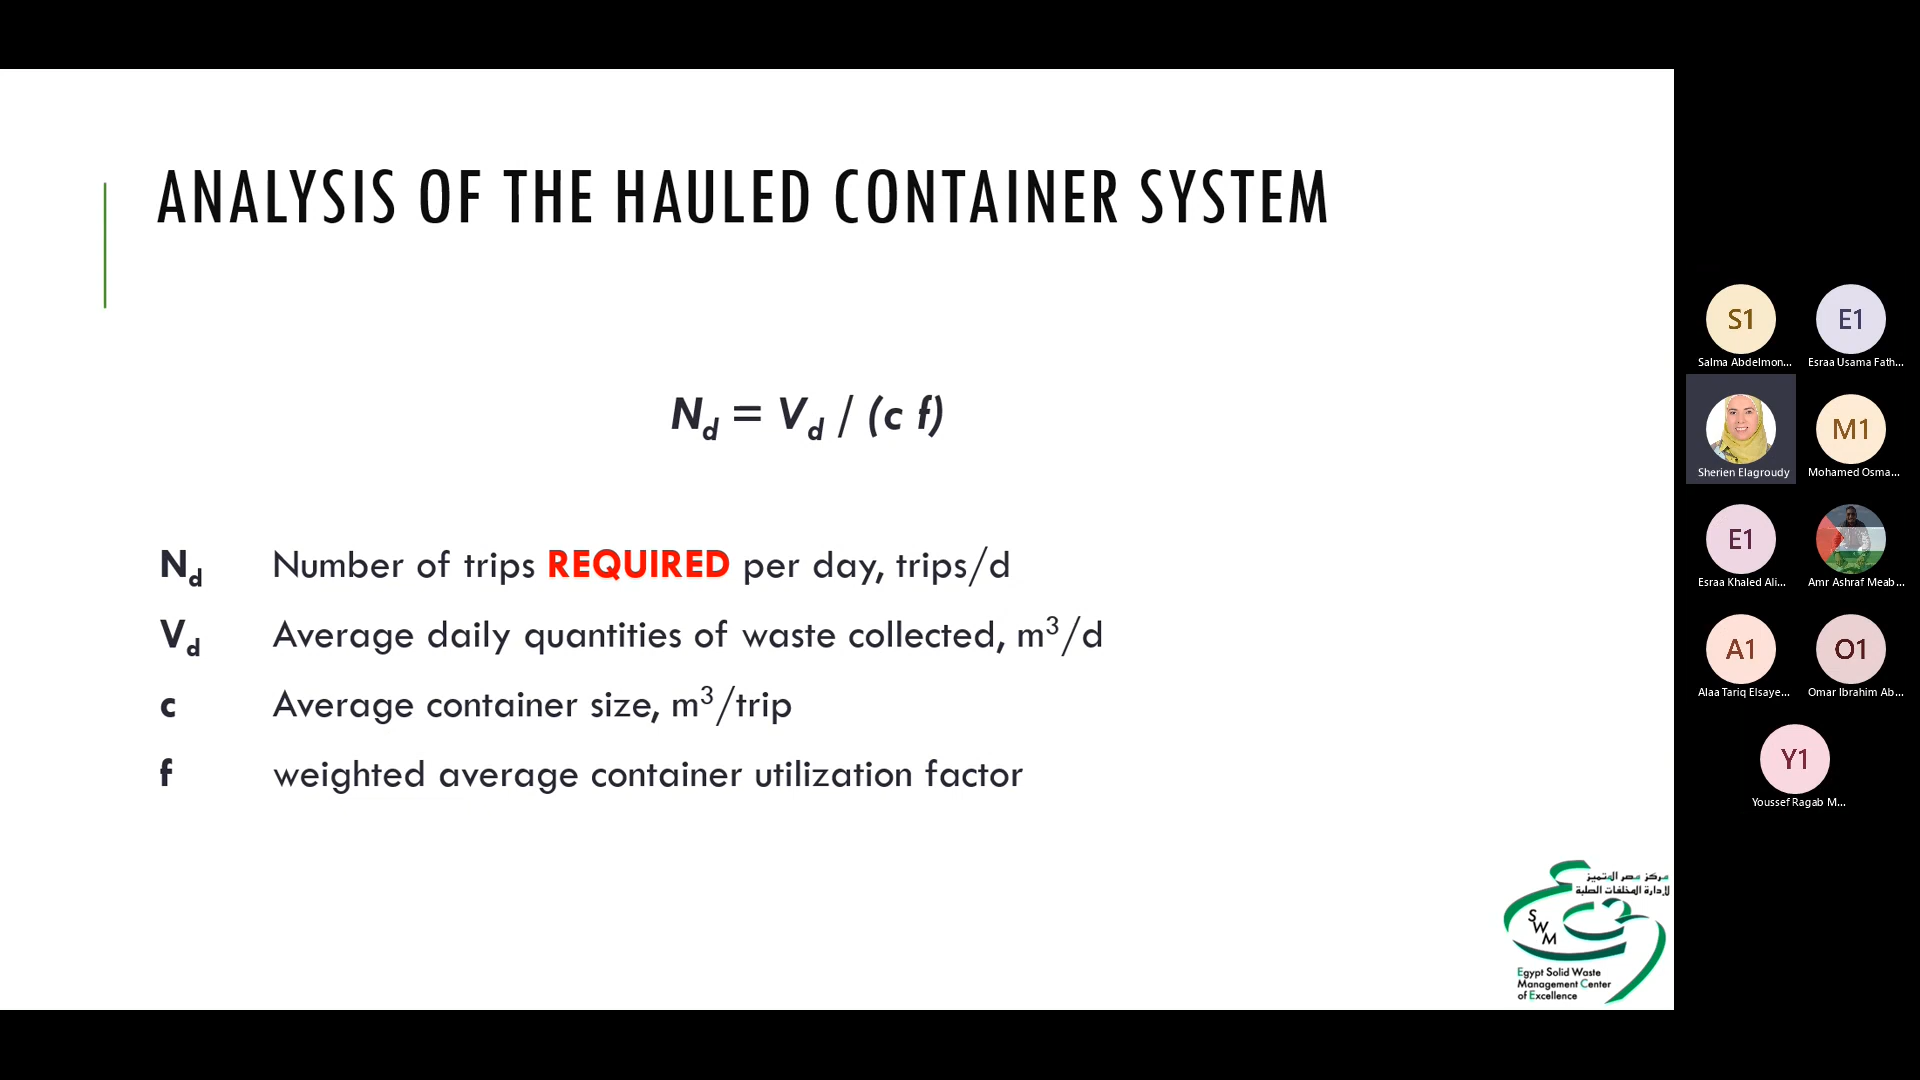 ANALYSIS OF THE HAULED CONTAINER SYSTEM
N_d = V_d / (c f)
N_d Number of trips REQUIRED per day, trips/d
V_d Average daily quantities of waste collected, m³/d
c Average container size, m³/trip
f weighted average container utilization factor
مركز مصر المتميز
لإدارة المخلفات الصلبة
SWM
Egypt Solid Waste
Management Center
of Excellence
S1
Salma Abdelmon...
E1
Esraa Usama Fath...
Sherien Elagroudy
M1
Mohamed Osma...
E1
Esraa Khaled Ali...
Amr Ashraf Meab...
A1
Alaa Tariq Elsaye...
O1
Omar Ibrahim Ab...
Y1
Youssef Ragab M...